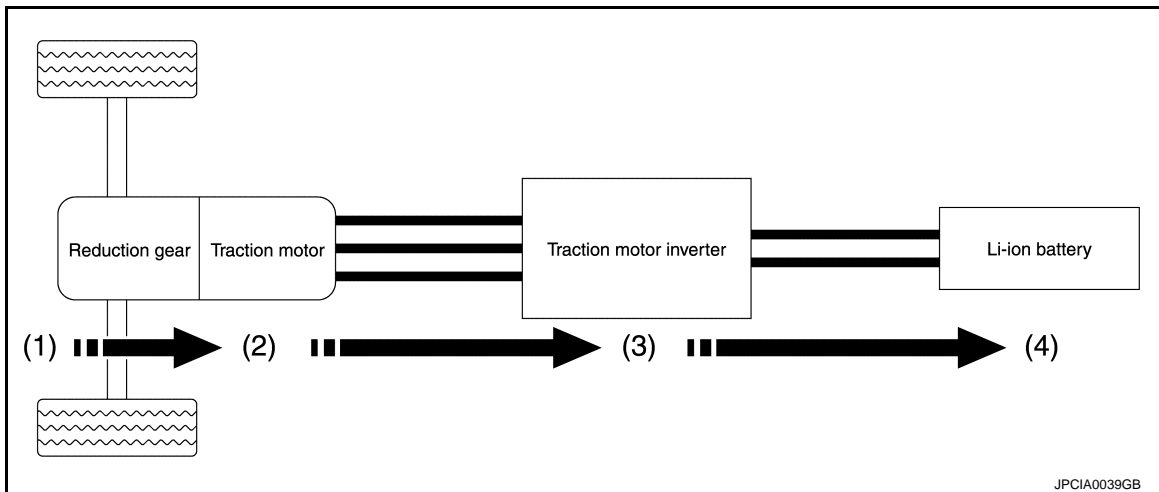 Reduction gear
Traction motor
Traction motor inverter
Li-ion battery
(1)
(2)
(3)
(4)
JPCIA0039GB